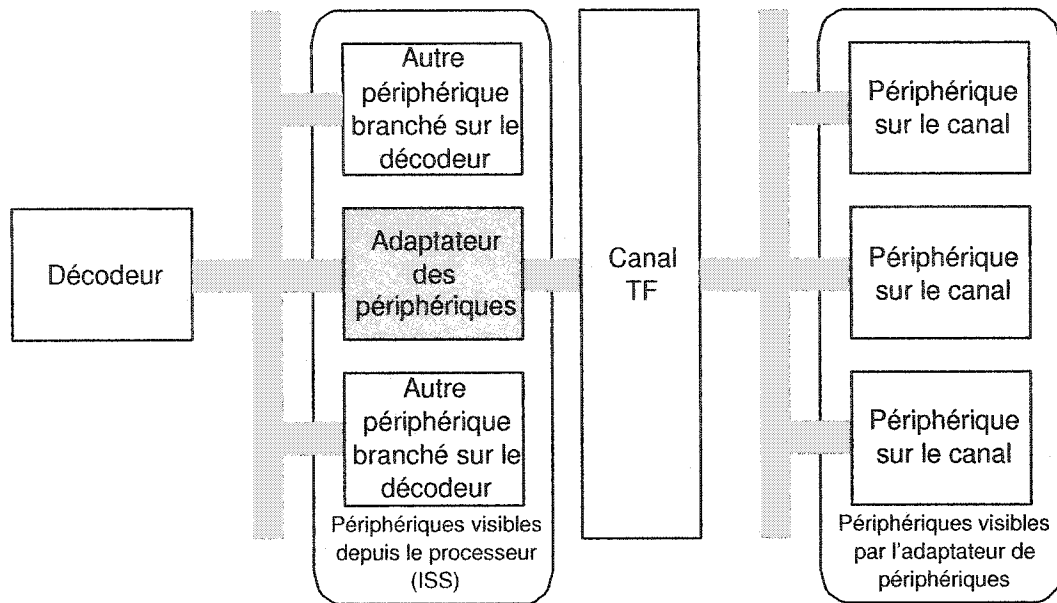 Décodeur
Autre
périphérique
branché sur le
décodeur
Adaptateur
des
périphériques
Autre
périphérique
branché sur le
décodeur
Périphériques visibles
depuis le processeur
(ISS)
Canal
TF
Périphérique
sur le canal
Périphérique
sur le canal
Périphérique
sur le canal
Périphériques visibles
par l'adaptateur de
périphériques